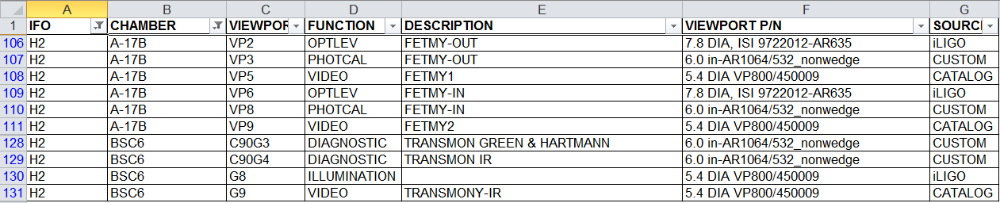 A B C D E F G
1 IFO CHAMBER VIEWPOR FUNCTION DESCRIPTION VIEWPORT P/N SOURC
106 H2 A-17B VP2 OPTLEV FETMY-OUT 7.8 DIA, ISI 9722012-AR635 iLIGO
107 H2 A-17B VP3 PHOTCAL FETMY-OUT 6.0 in-AR1064/532_nonwedge CUSTOM
108 H2 A-17B VP5 VIDEO FETMY1 5.4 DIA VP800/450009 CATALOG
109 H2 A-17B VP6 OPTLEV FETMY-IN 7.8 DIA, ISI 9722012-AR635 iLIGO
110 H2 A-17B VP8 PHOTCAL FETMY-IN 6.0 in-AR1064/532_nonwedge CUSTOM
111 H2 A-17B VP9 VIDEO FETMY2 5.4 DIA VP800/450009 CATALOG
128 H2 BSC6 C90G3 DIAGNOSTIC TRANSMON GREEN & HARTMANN 6.0 in-AR1064/532_nonwedge CUSTOM
129 H2 BSC6 C90G4 DIAGNOSTIC TRANSMON IR 6.0 in-AR1064/532_nonwedge CUSTOM
130 H2 BSC6 G8 ILLUMINATION 5.4 DIA VP800/450009 iLIGO
131 H2 BSC6 G9 VIDEO TRANSMONY-IR 5.4 DIA VP800/450009 CATALOG